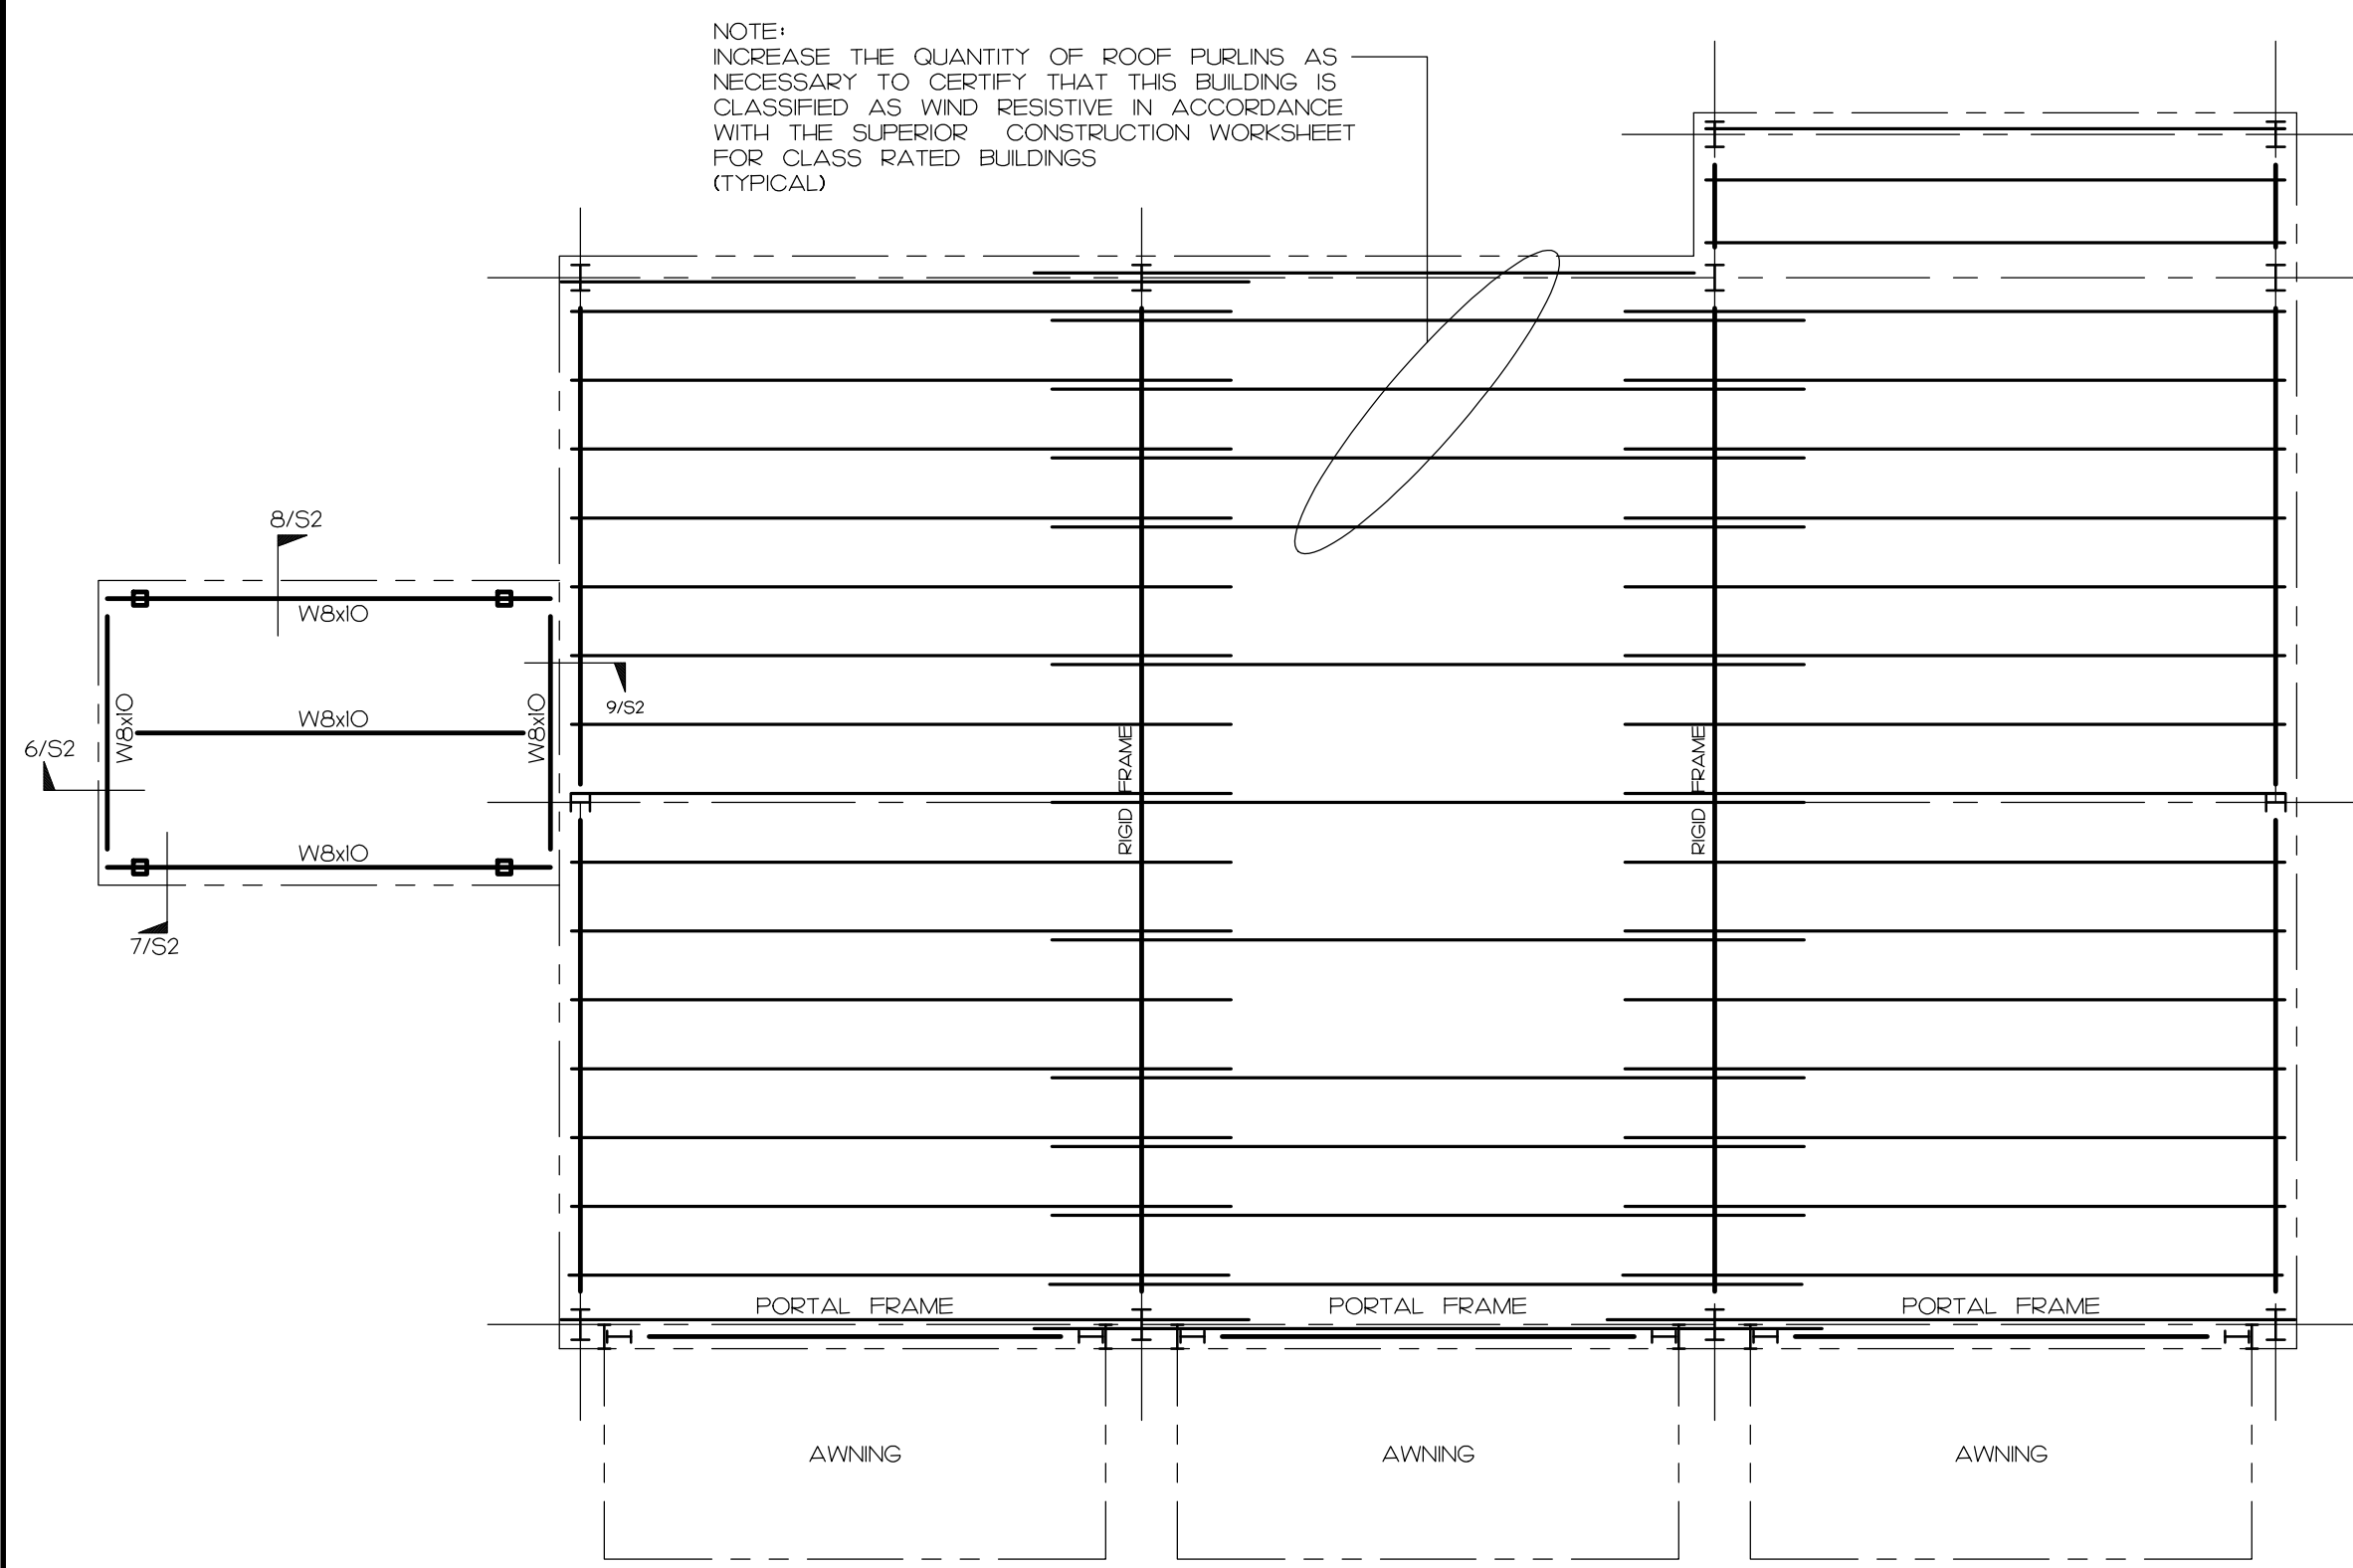 NOTE:
INCREASE THE QUANTITY OF ROOF PURLINS AS
NECESSARY TO CERTIFY THAT THIS BUILDING IS
CLASSIFIED AS WIND RESISTIVE IN ACCORDANCE
WITH THE SUPERIOR CONSTRUCTION WORKSHEET
FOR CLASS RATED BUILDINGS
(TYPICAL)
8/S2
W8x10
9/S2
W8x10
W8x10
W8x10
6/S2
RIGID FRAME
RIGID FRAME
W8x10
7/S2
PORTAL FRAME
PORTAL FRAME
PORTAL FRAME
AWNING
AWNING
AWNING